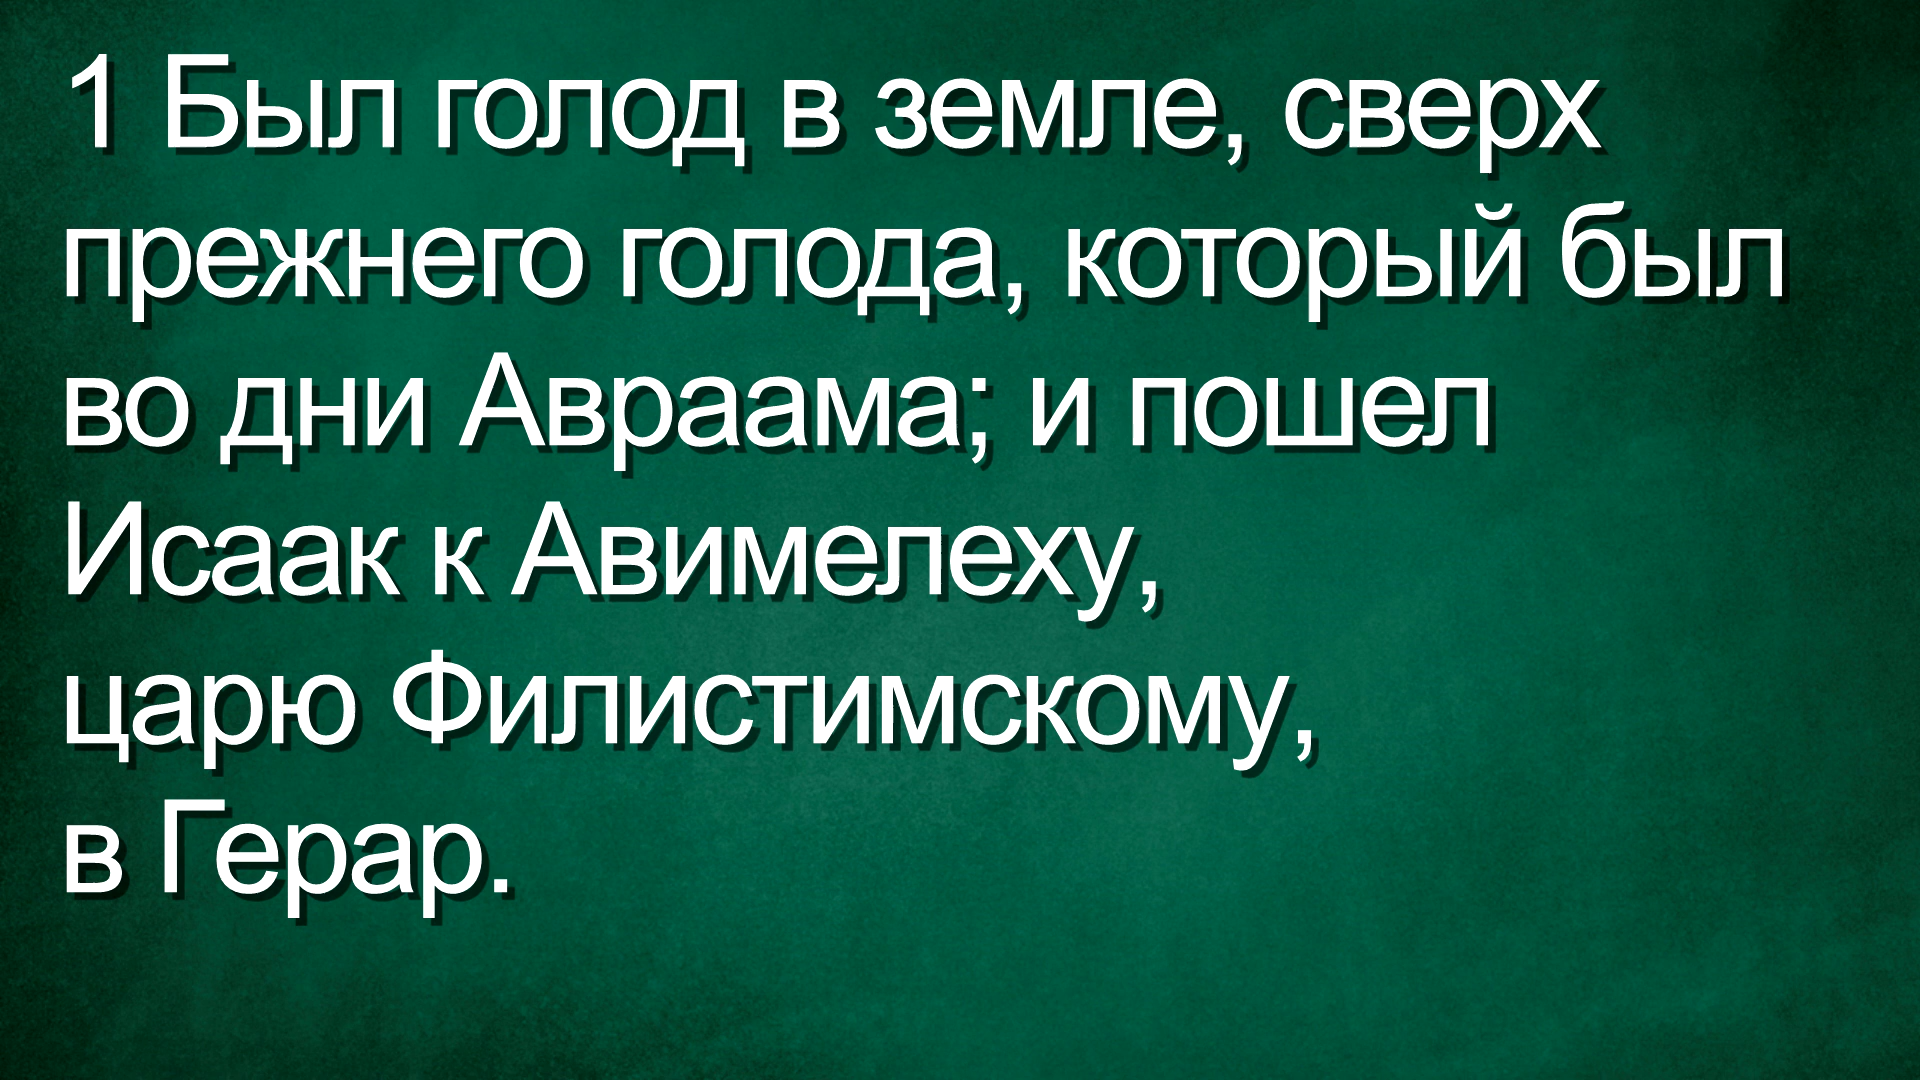 1 Был голод в земле, сверх
прежнего голода, который был
во дни Авраама; и пошел
Исаак к Авимелеху,
царю Филистимскому,
в Герар.